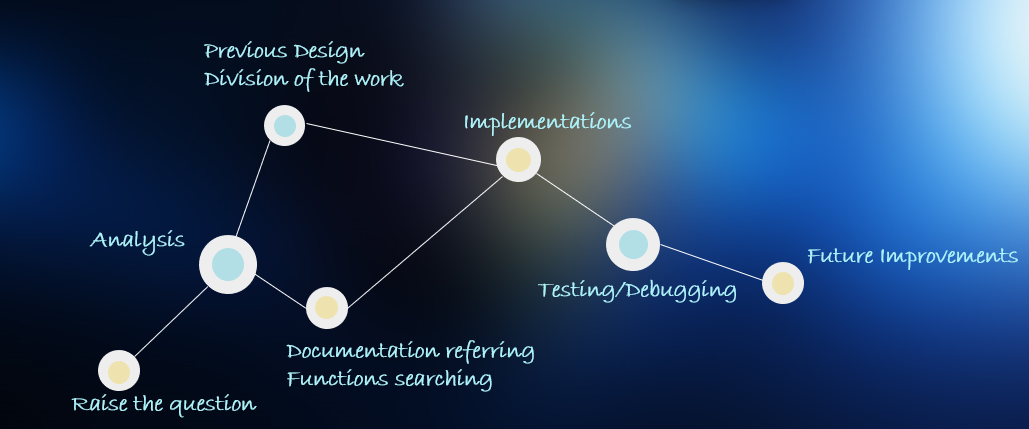 Previous Design
Division of the work
Implementations
Analysis
Future Improvements
Testing/Debugging
Documentation referring
Functions searching
Raise the question